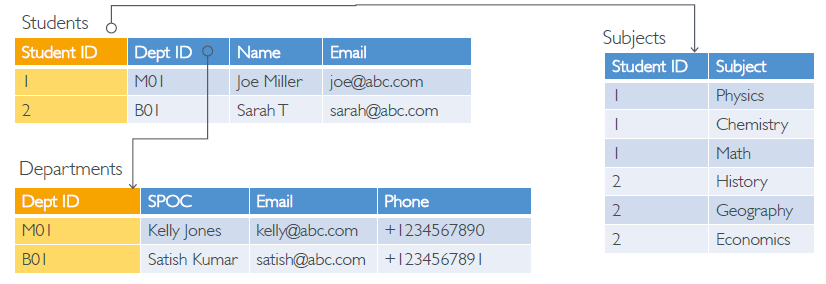 Students
Student ID Dept ID Name Email
1 M01 Joe Miller joe@abc.com
2 B01 Sarah T sarah@abc.com
Departments
Dept ID SPOC Email Phone
M01 Kelly Jones kelly@abc.com +1234567890
B01 Satish Kumar satish@abc.com +1234567891
Subjects
Student ID Subject
1 Physics
1 Chemistry
1 Math
2 History
2 Geography
2 Economics